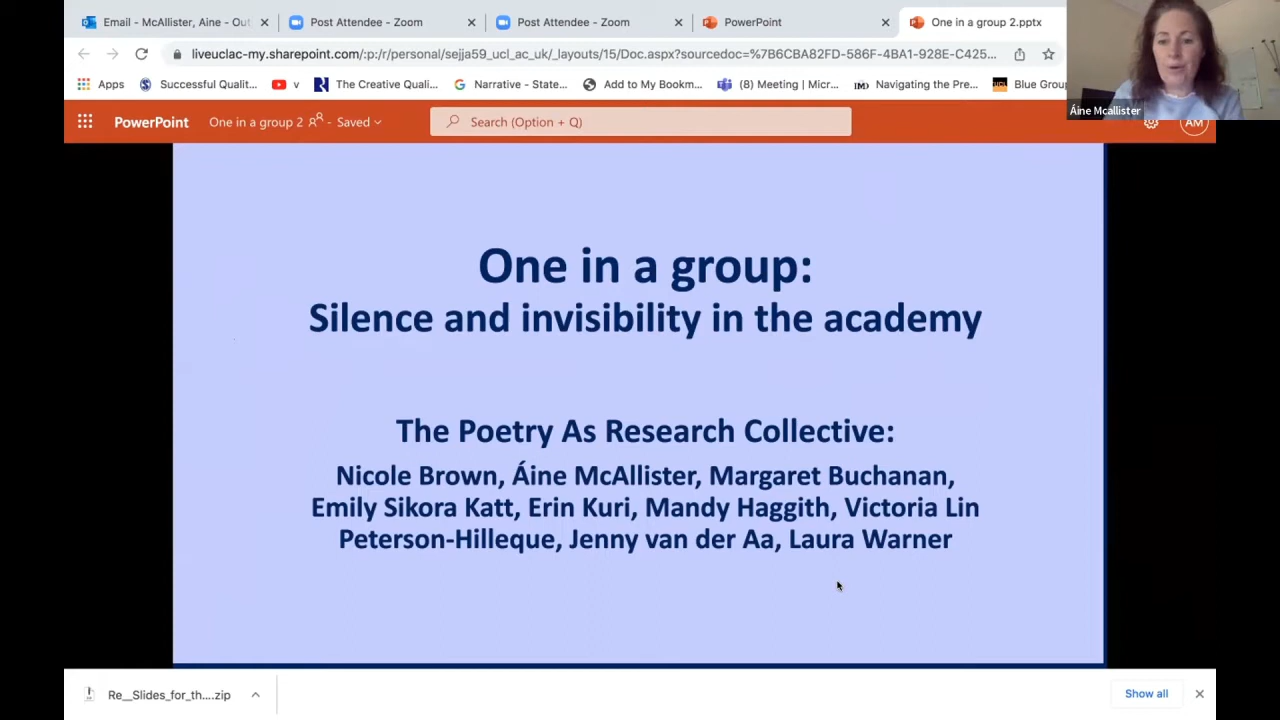 Email - McAllister, Áine - Out
Post Attendee - Zoom
Post Attendee - Zoom
PowerPoint
One in a group 2.pptx
liveuclac-my.sharepoint.com/:p:/r/personal/sejja59_ucl_ac_uk/_layouts/15/Doc.aspx?sourcedoc=%7B6CBA82FD-586F-4BA1-928E-C425...
Apps
Successful Qualit...
v
The Creative Quali...
Narrative - State...
Add to My Bookm...
(8) Meeting | Micr...
Navigating the Pre...
Blue Group
Áine Mcallister
PowerPoint
One in a group 2 - Saved
Search (Option + Q)
AM
One in a group:
Silence and invisibility in the academy
The Poetry As Research Collective:
Nicole Brown, Áine McAllister, Margaret Buchanan,
Emily Sikora Katt, Erin Kuri, Mandy Haggith, Victoria Lin
Peterson-Hilleque, Jenny van der Aa, Laura Warner
Re__Slides_for_th....zip
Show all